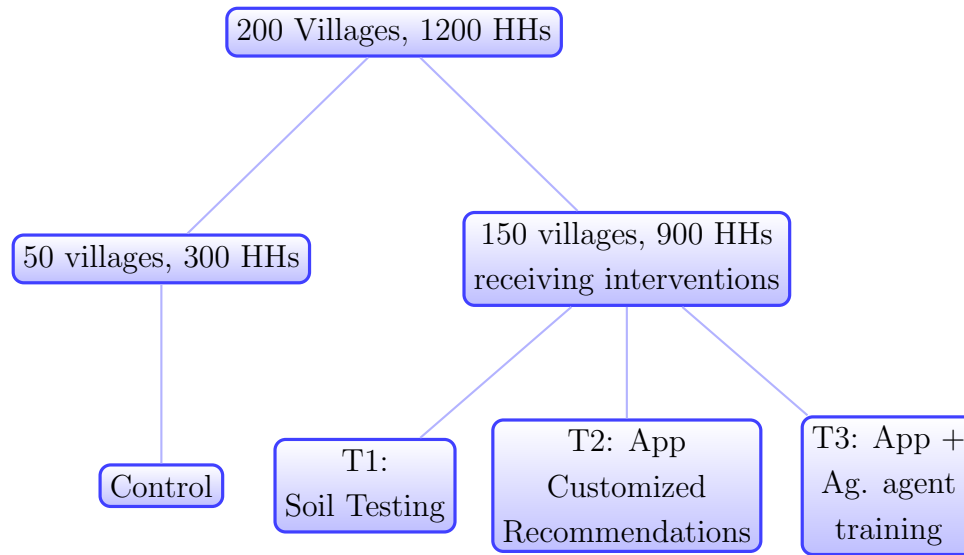 200 Villages, 1200 HHs
50 villages, 300 HHs
150 villages, 900 HHs
receiving interventions
Control
T1:
Soil Testing
T2: App
Customized
Recommendations
T3: App +
Ag. agent
training